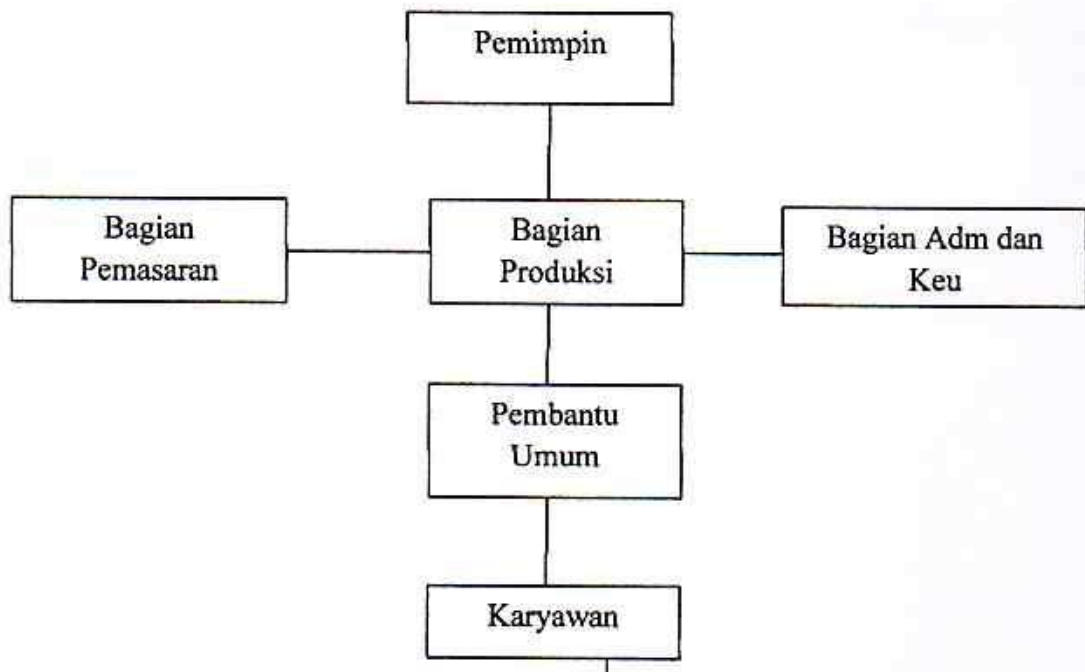 Pemimpin
Bagian
Pemasaran
Bagian
Produksi
Bagian Adm dan
Keu
Pembantu
Umum
Karyawan